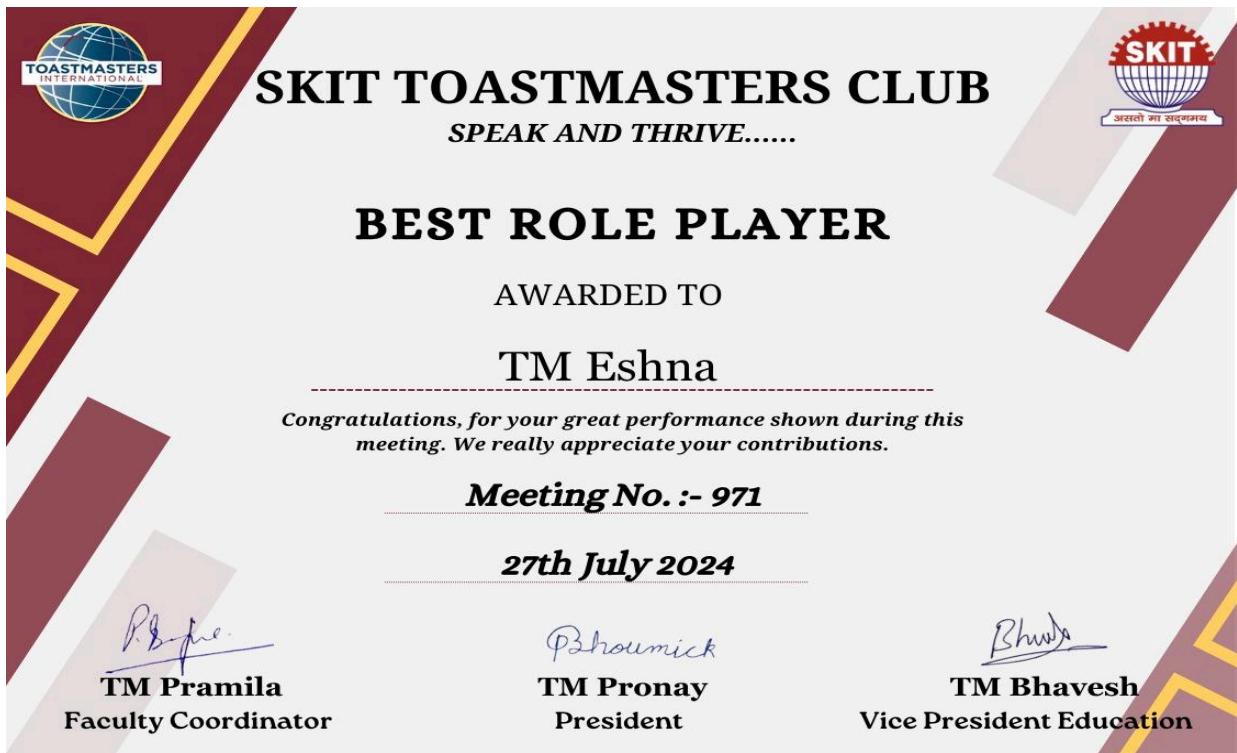 TOASTMASTERS
INTERNATIONAL
SKIT
असतो मा सद्गमय
SKIT TOASTMASTERS CLUB
SPEAK AND THRIVE......
BEST ROLE PLAYER
AWARDED TO
TM Eshna
Congratulations, for your great performance shown during this
meeting. We really appreciate your contributions.
Meeting No. :- 971
27th July 2024
Bhoumick
TM Pramila
TM Pronay
TM Bhavesh
Faculty Coordinator
President
Vice President Education